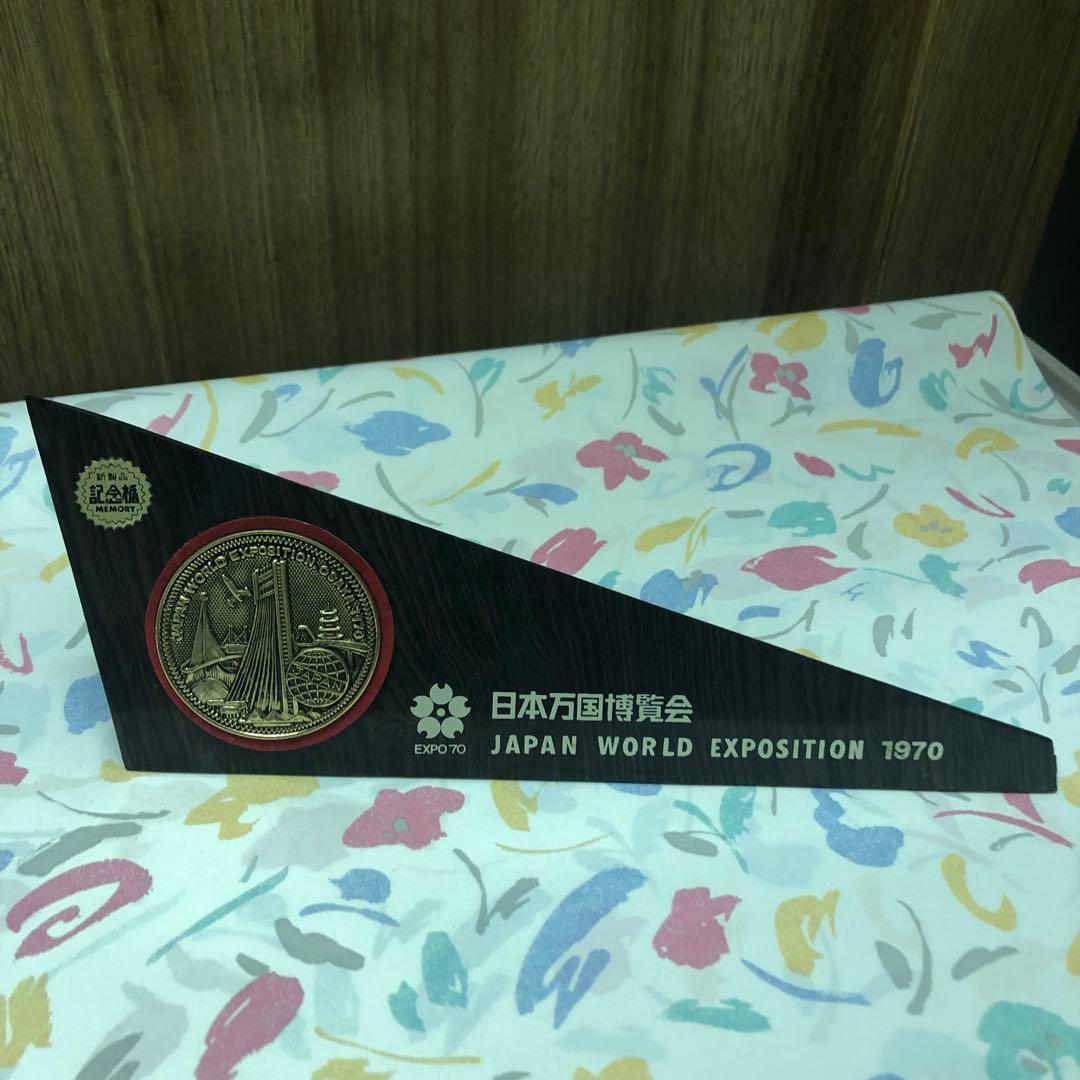 新製品
記念楯
MEMORY
JAPAN WORLD EXPOSITION OSAKA 1970
EXPO'70
日本万国博覧会
JAPAN WORLD EXPOSITION 1970